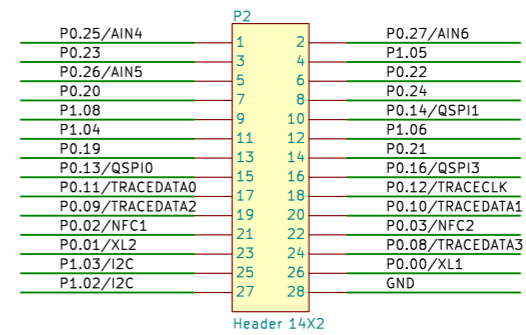 P2
P0.25/AIN4 1 2 P0.27/AIN6
P0.23 3 4 P1.05
P0.26/AIN5 5 6 P0.22
P0.20 7 8 P0.24
P1.08 9 10 P0.14/QSPI1
P1.04 11 12 P1.06
P0.19 13 14 P0.21
P0.13/QSPI0 15 16 P0.16/QSPI3
P0.11/TRACEDATA0 17 18 P0.12/TRACECLK
P0.09/TRACEDATA2 19 20 P0.10/TRACEDATA1
P0.02/NFC1 21 22 P0.03/NFC2
P0.01/XL2 23 24 P0.08/TRACEDATA3
P1.03/I2C 25 26 P0.00/XL1
P1.02/I2C 27 28 GND
Header 14X2